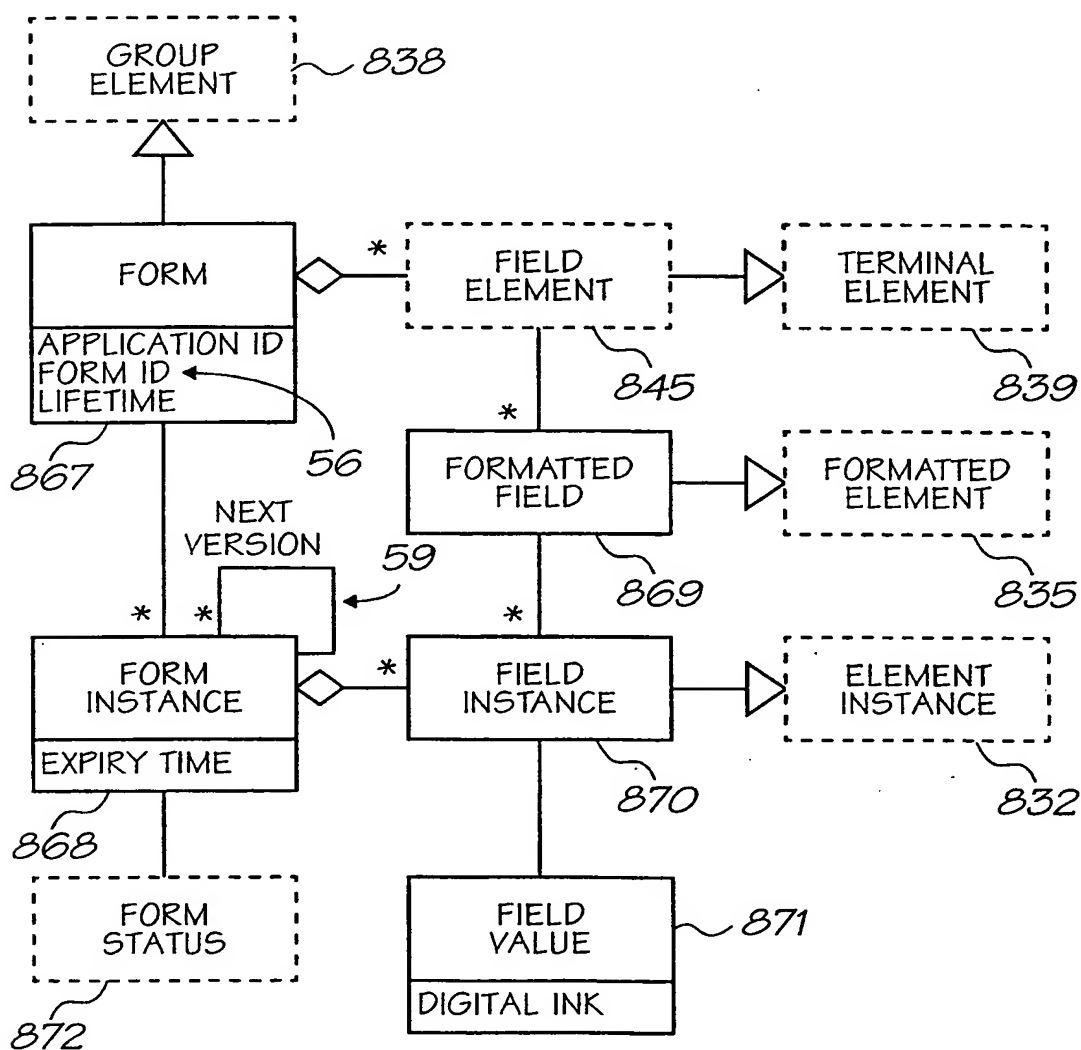 GROUP
ELEMENT
838
FORM
*
FIELD
ELEMENT
TERMINAL
ELEMENT
APPLICATION ID
FORM ID
LIFETIME
845
839
867
56
*
FORMATTED
FIELD
FORMATTED
ELEMENT
NEXT
VERSION
59
869
835
*
*
*
FORM
INSTANCE
*
FIELD
INSTANCE
ELEMENT
INSTANCE
EXPIRY TIME
870
832
868
FORM
STATUS
FIELD
VALUE
871
872
DIGITAL INK